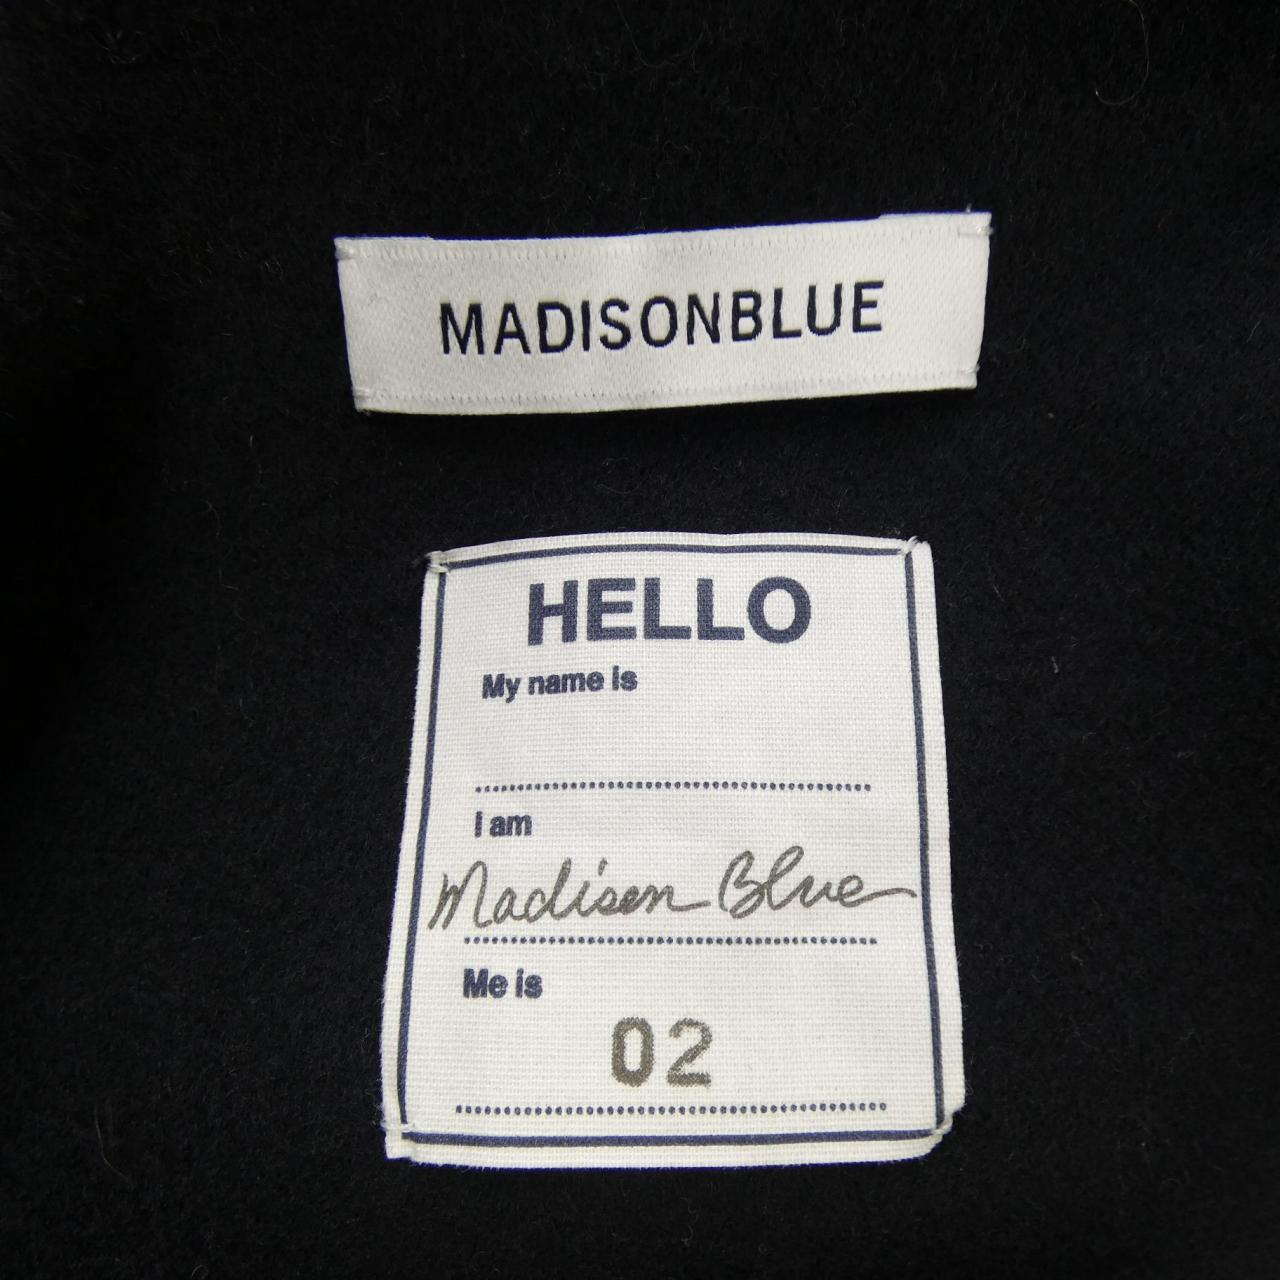 MADISONBLUE
HELLO
My name is
I am
Madison Blue
Me is
02